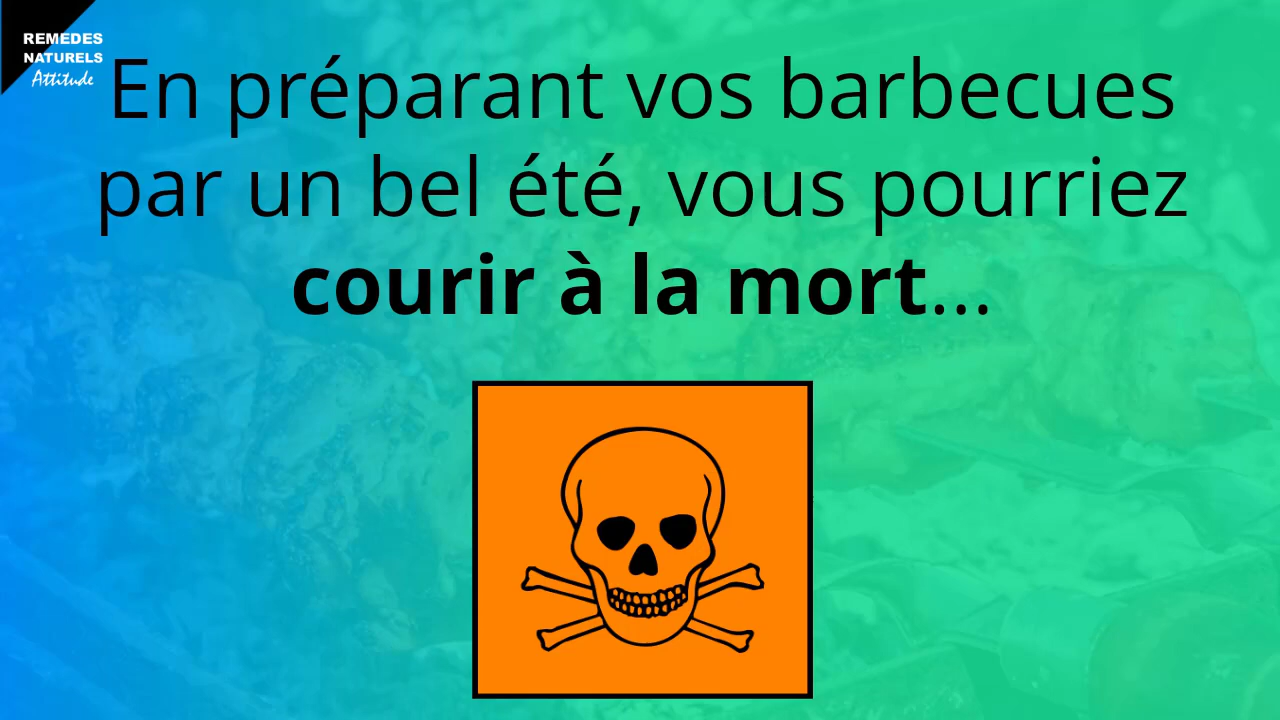 REMEDES
NATURELS
Attitude
En préparant vos barbecues
par un bel été, vous pourriez
courir à la mort...